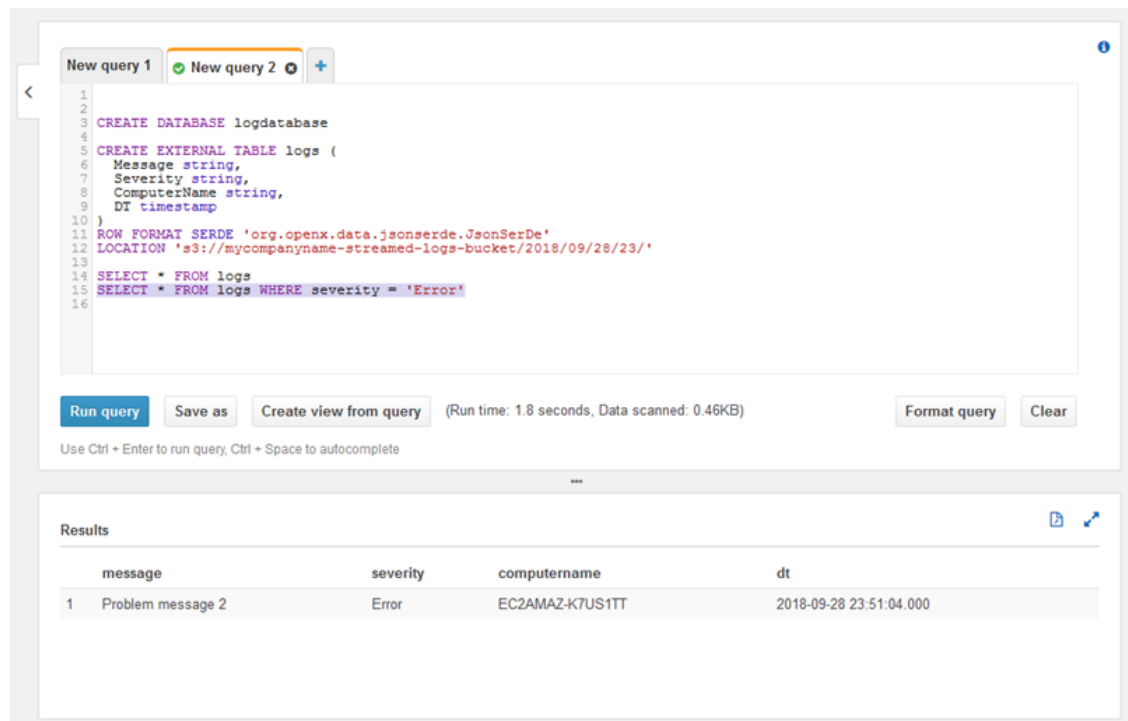 New query 1
New query 2
+
1
2
3 CREATE DATABASE logdatabase
4
5 CREATE EXTERNAL TABLE logs (
6 Message string,
7 Severity string,
8 ComputerName string,
9 DT timestamp
10 )
11 ROW FORMAT SERDE 'org.openx.data.jsonserde.JsonSerDe'
12 LOCATION 's3://mycompanyname-streamed-logs-bucket/2018/09/28/23/'
13
14 SELECT * FROM logs
15 SELECT * FROM logs WHERE severity = 'Error'
16
Run query Save as Create view from query (Run time: 1.8 seconds, Data scanned: 0.46KB) Format query Clear
Use Ctrl + Enter to run query, Ctrl + Space to autocomplete
Results
message severity computername dt
1 Problem message 2 Error EC2AMAZ-K7US1TT 2018-09-28 23:51:04.000